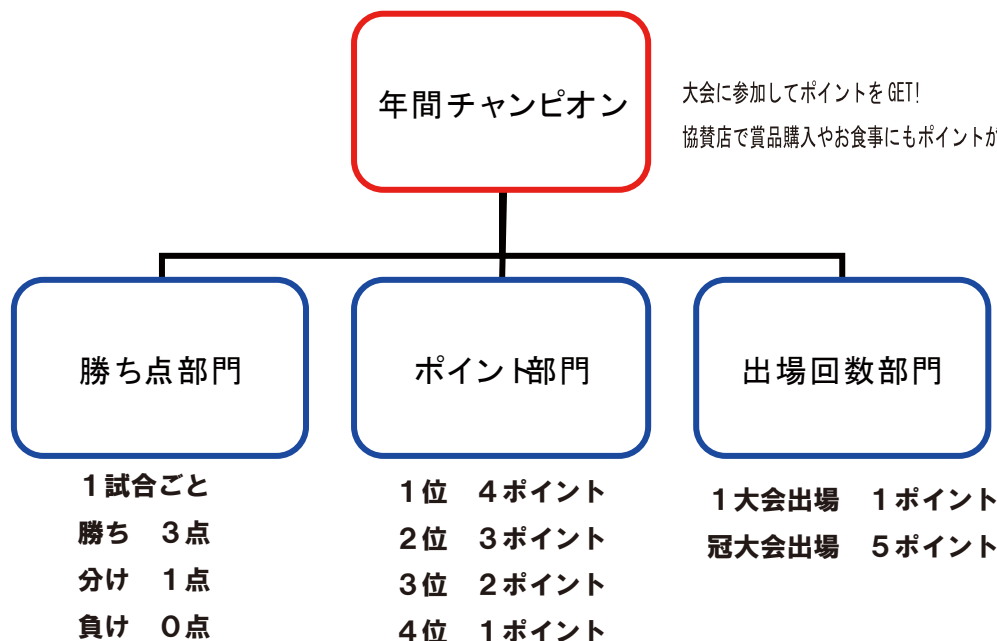 年間チャンピオン
大会に参加してポイントをGET!
協賛店で賞品購入やお食事にもポイントが
勝ち点部門
1試合ごと
勝ち 3点
分け 1点
負け 0点
ポイント部門
1位 4ポイント
2位 3ポイント
3位 2ポイント
4位 1ポイント
出場回数部門
1大会出場 1ポイント
冠大会出場 5ポイント